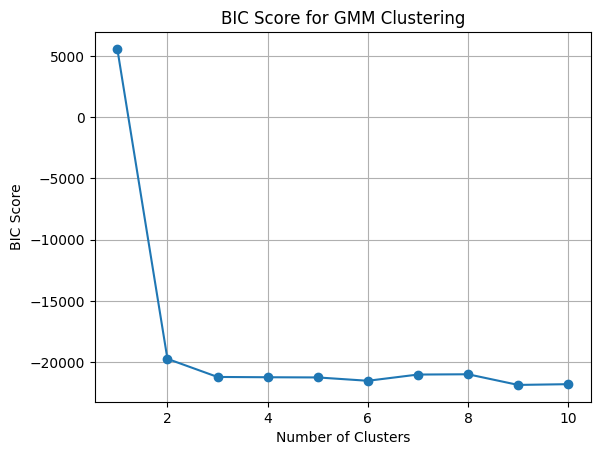 BIC Score for GMM Clustering
5000
0
−5000
−10000
−15000
−20000
BIC Score
2 4 6 8 10
Number of Clusters